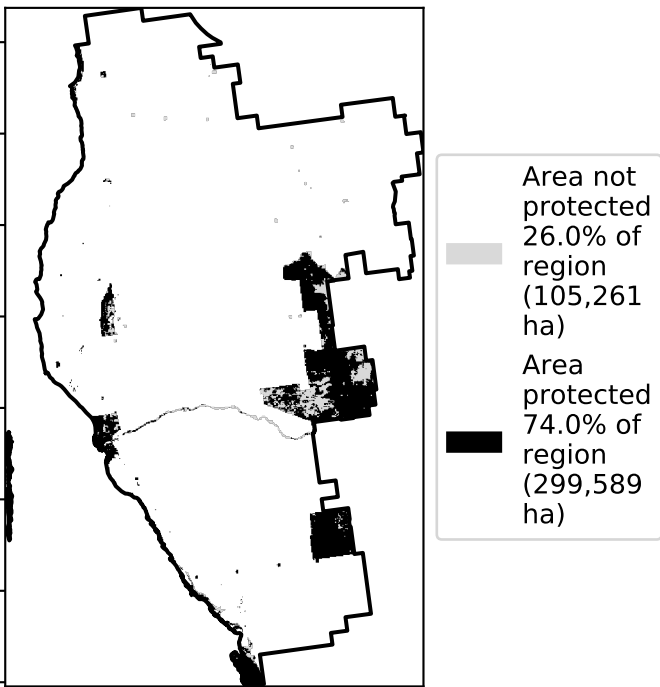 Area not
protected
26.0% of
region
(105,261
ha)
Area
protected
74.0% of
region
(299,589
ha)